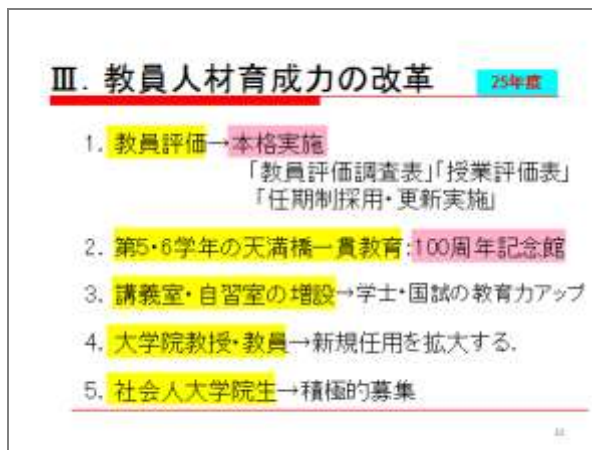 Ⅲ. 教員人材育成力の改革
25年度
1. 教員評価→本格実施
「教員評価調査表」「授業評価表」
「任期制採用・更新実施」
2. 第5・6学年の天満橋一貫教育:100周年記念館
3. 講義室・自習室の増設→学士・国試の教育力アップ
4. 大学院教授・教員→新規任用を拡大する.
5. 社会人大学院生→積極的募集